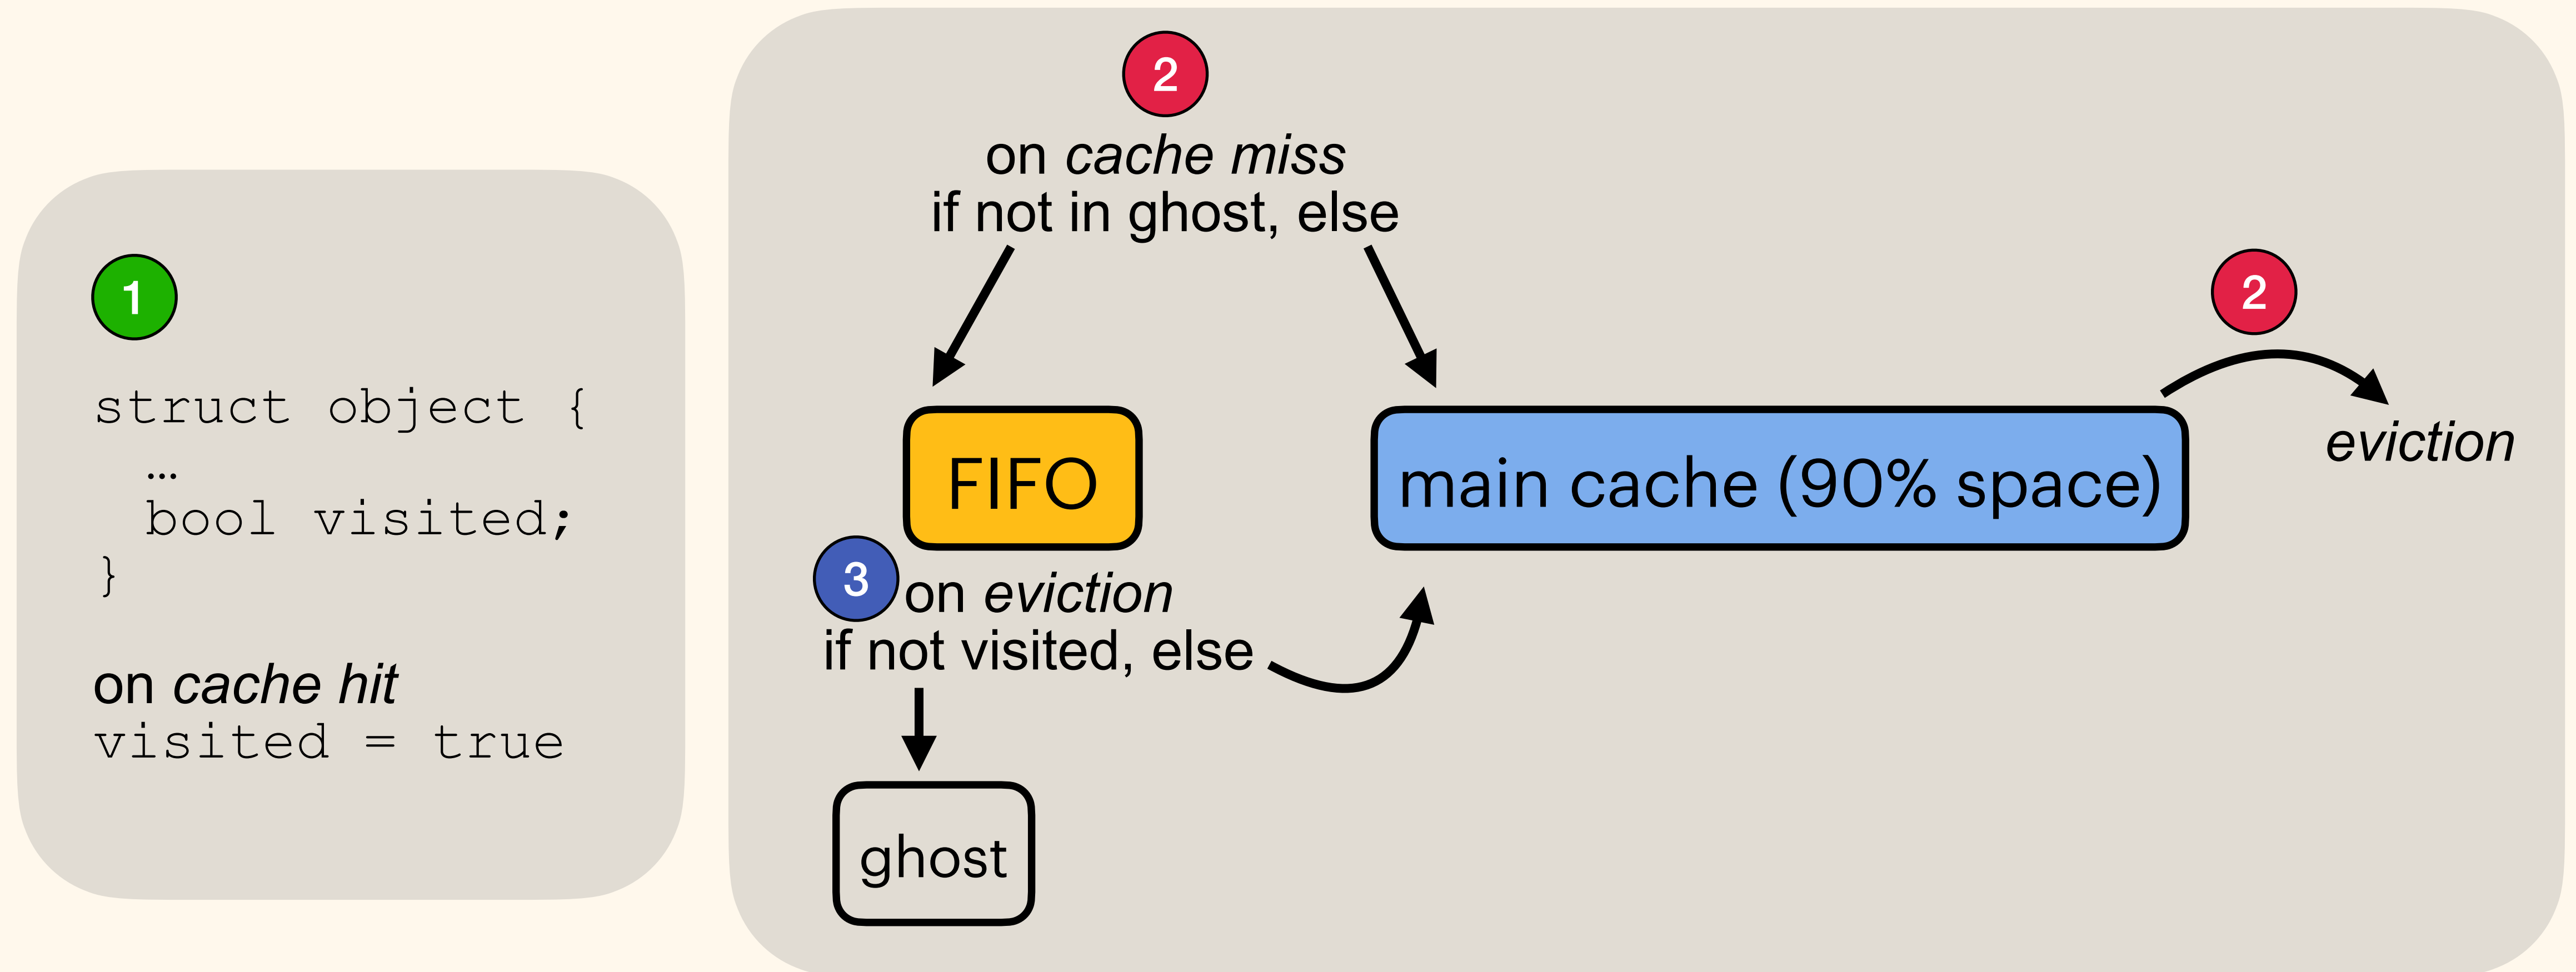 1
struct object {
…
bool visited;
}
on cache hit
visited = true
2
on cache miss
if not in ghost, else
FIFO
main cache (90% space)
2
eviction
3
on eviction
if not visited, else
ghost